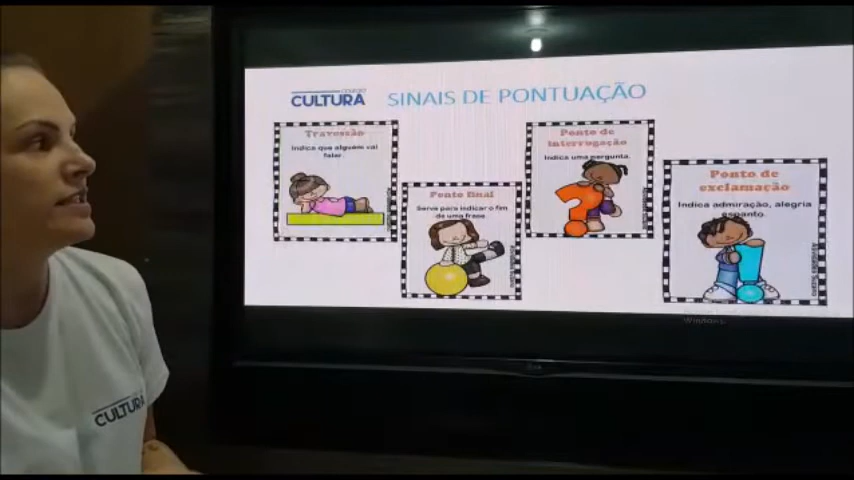 COLÉGIO
CULTURA
SINAIS DE PONTUAÇÃO
Travessão
Indica que alguém vai
falar.
Ponto final
Serve para indicar o fim
de uma frase
Ponto de
interrogação
Indica uma pergunta.
Ponto de
exclamação
Indica admiração, alegria
espanto.
CULTURA